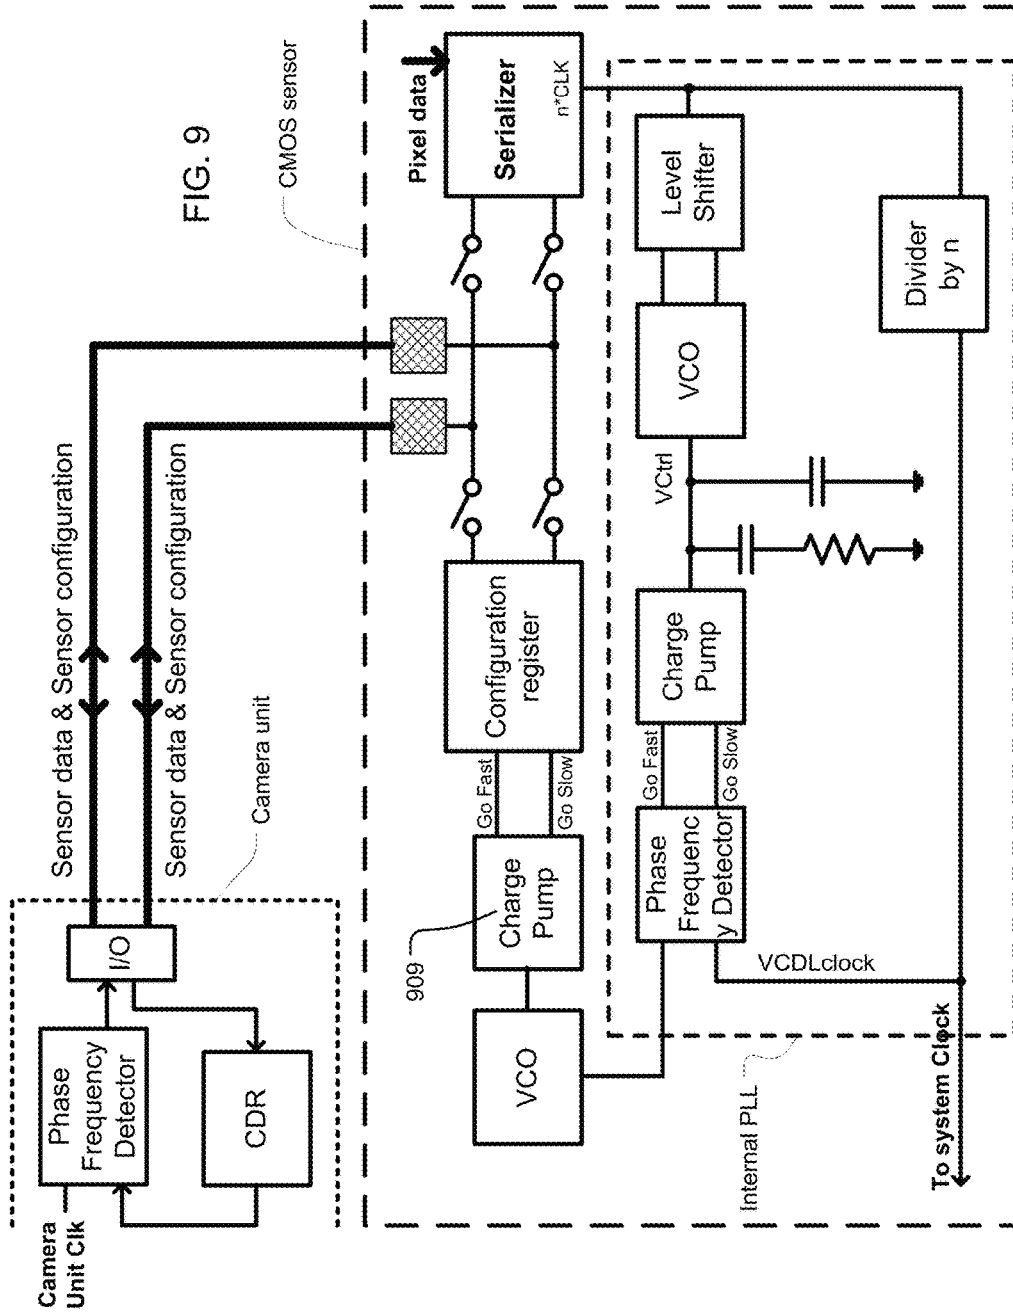 FIG. 9
Camera
Unit Clk
Phase
Frequency
Detector
CDR
I/O
Sensor data & Sensor configuration
Sensor data & Sensor configuration
Camera unit
CMOS sensor
VCO
909
Charge
Pump
Go Fast
Go Slow
Configuration
register
Pixel data
Serializer
n*CLK
Internal PLL
Phase
Frequenc
y Detector
Go Fast
Go Slow
Charge
Pump
VCtrl
VCO
Level
Shifter
VCDLclock
Divider
by n
To system Clock